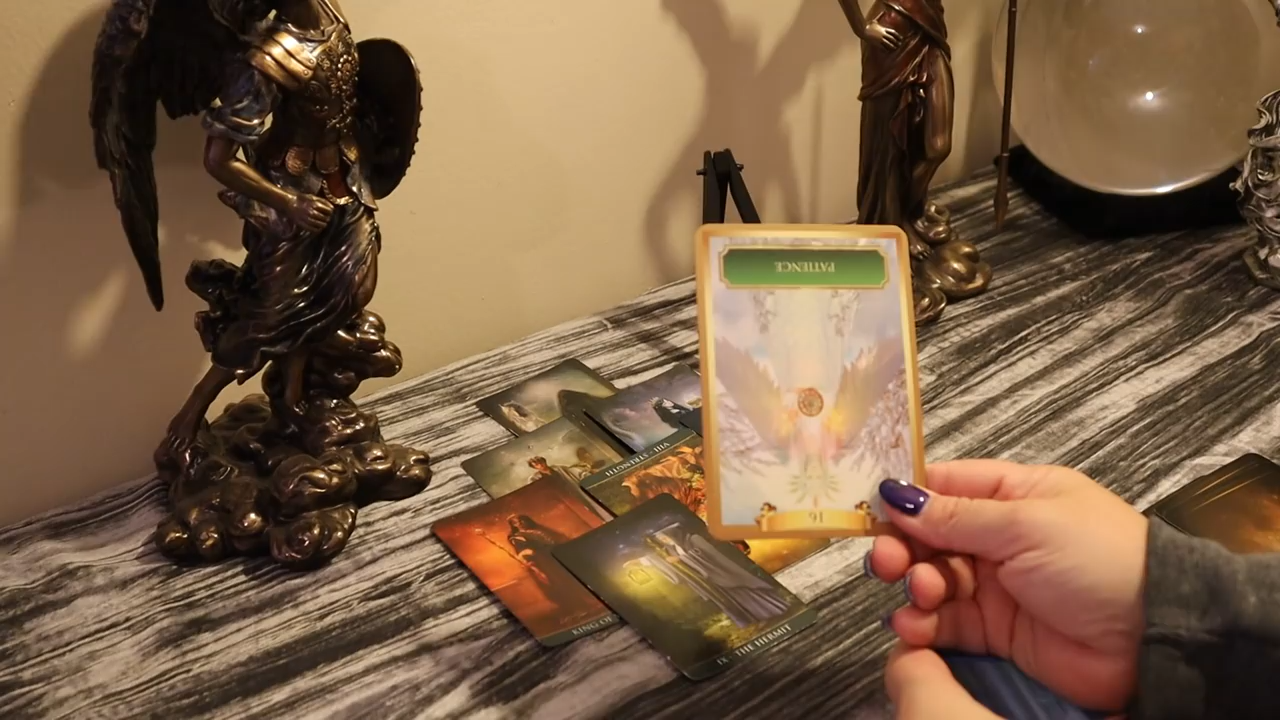 PATIENCE
16
VIII · STRENGTH
KING OF
IX · THE HERMIT